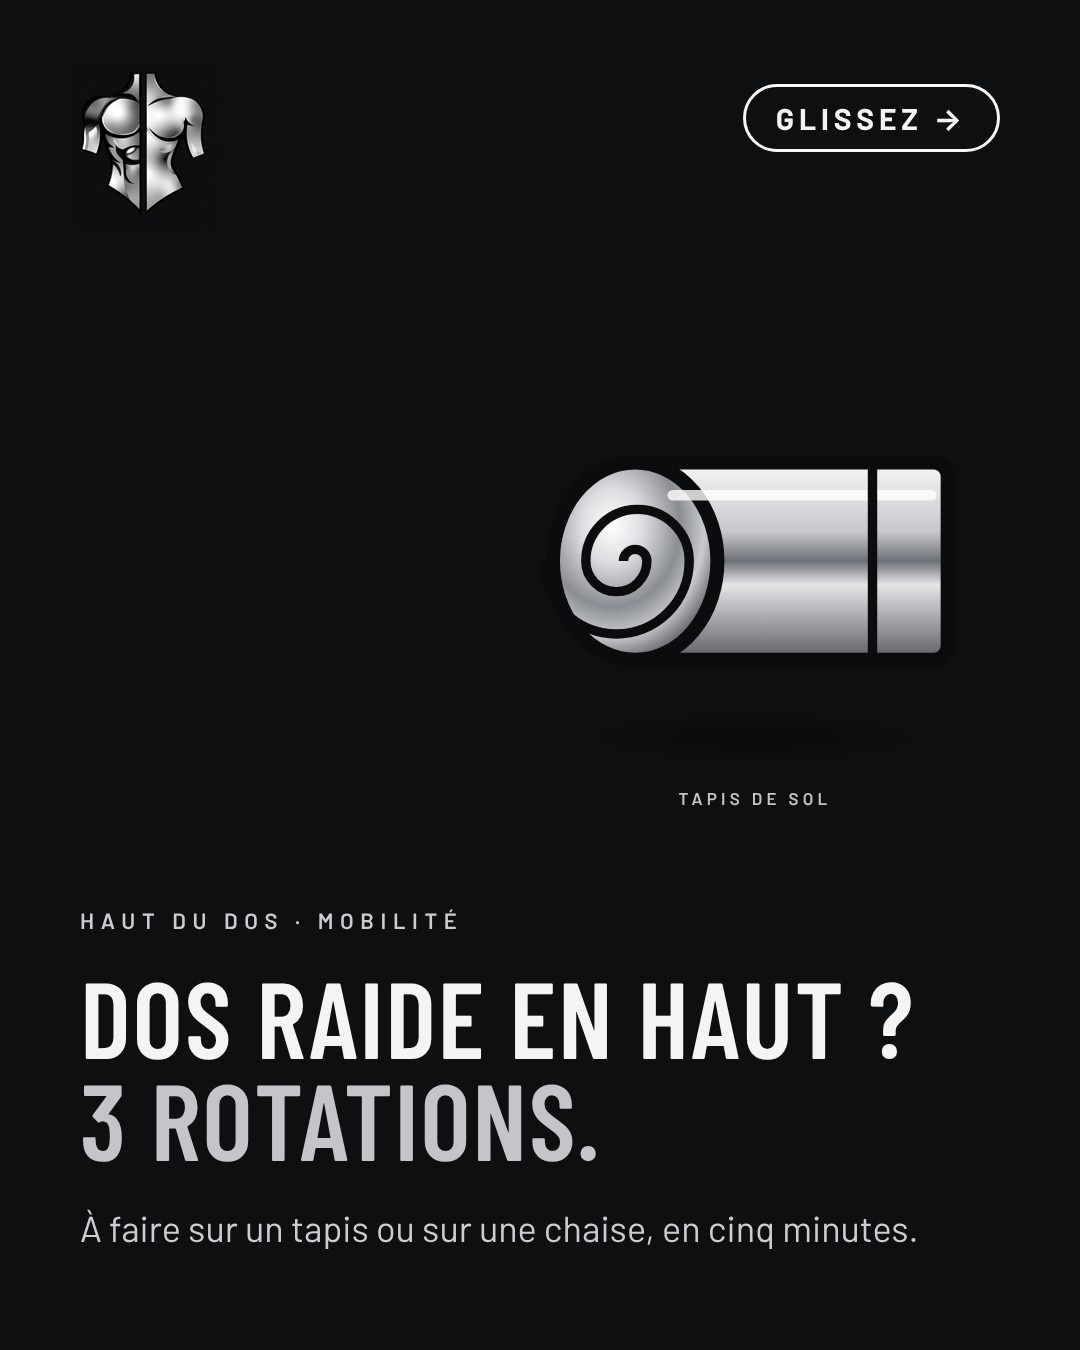 GLISSEZ →
TAPIS DE SOL
HAUT DU DOS · MOBILITÉ
DOS RAIDE EN HAUT ?
3 ROTATIONS.
À faire sur un tapis ou sur une chaise, en cinq minutes.